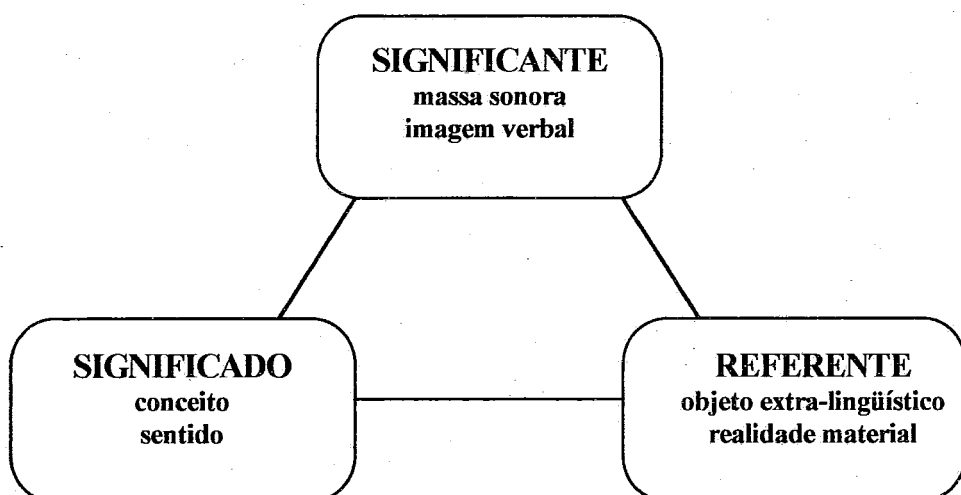 SIGNIFICANTE
massa sonora
imagem verbal
SIGNIFICADO
conceito
sentido
REFERENTE
objeto extra-lingüístico
realidade material